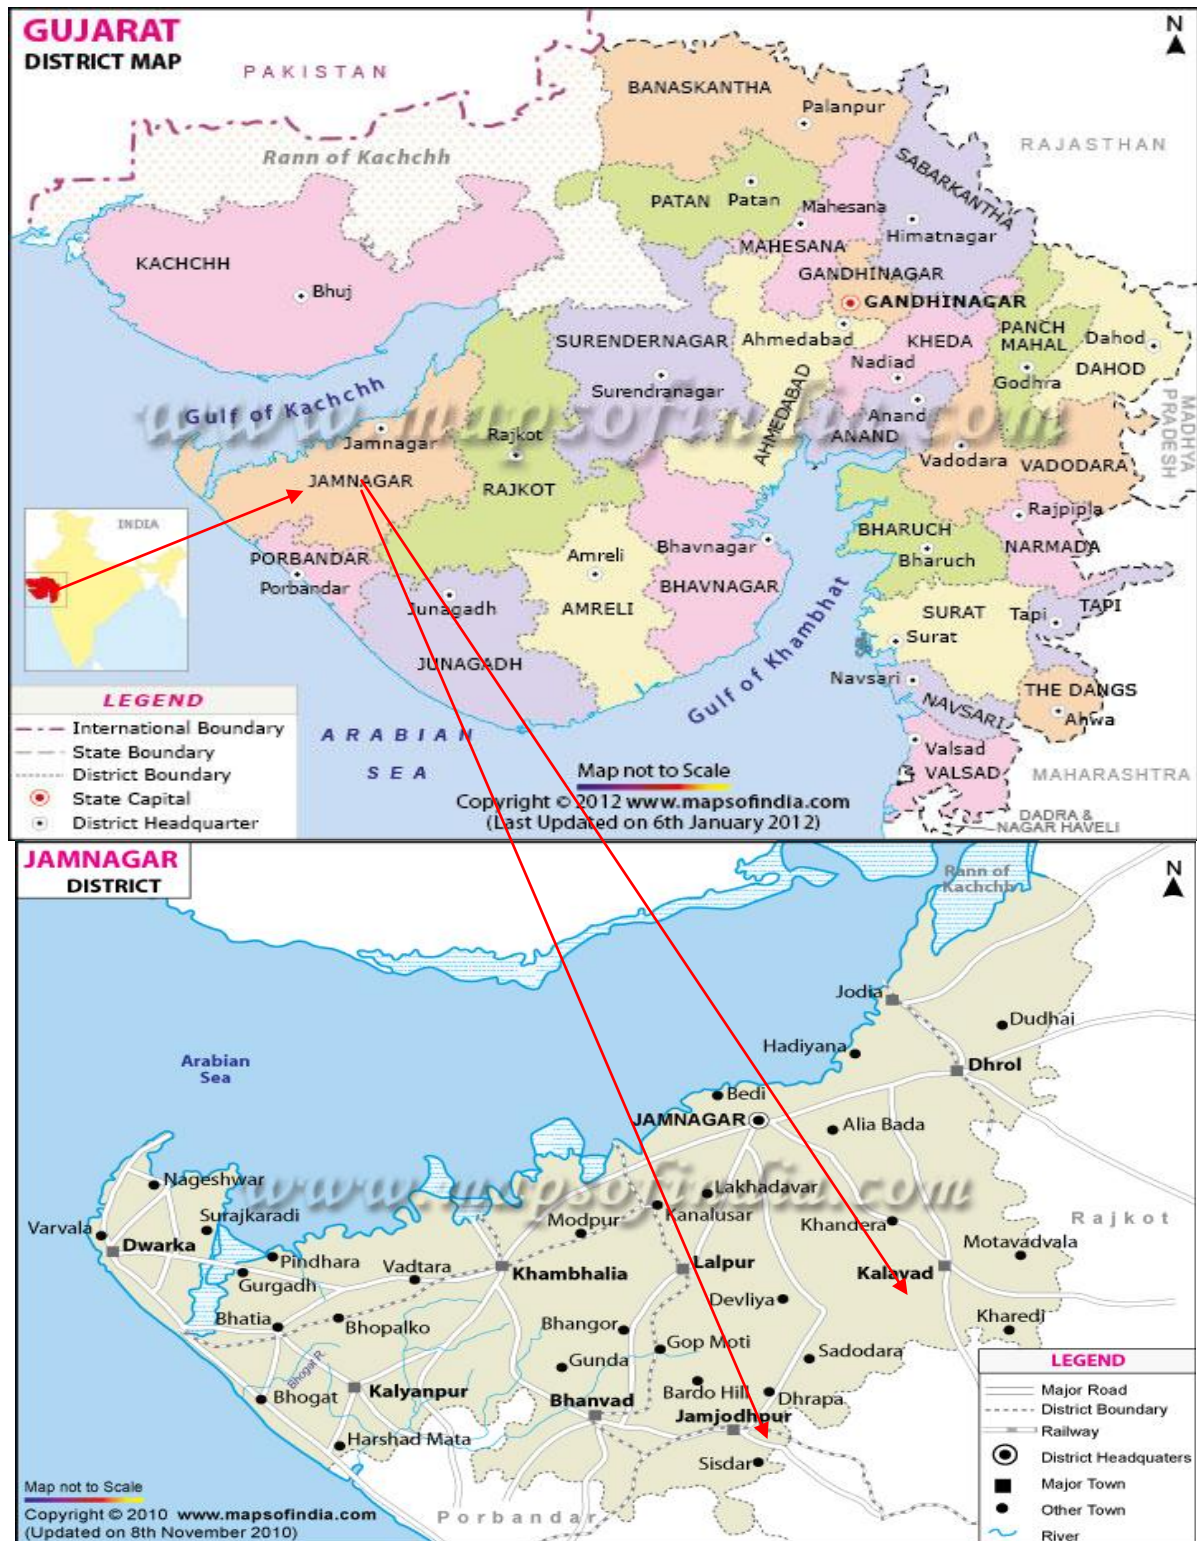 GUJARAT
DISTRICT MAP
N
PAKISTAN
RAJASTHAN
Rann of Kachchh
BANASKANTHA
Palanpur
SABARKANTHA
PATAN
Patan
Mahesana
MAHESANA
Himatnagar
KACHCHH
Bhuj
GANDHINAGAR
GANDHINAGAR
SURENDERNAGAR
Ahmedabad
KHEDA
PANCH
MAHAL
Dahod
DAHOD
Nadiad
Godhra
Surendranagar
AHMEDABAD
Anand
ANAND
MADHYA
PRADESH
Gulf of Kachchh
www.mapsofindia.com
Jamnagar
Rajkot
Vadodara
VADODARA
JAMNAGAR
RAJKOT
Rajpipla
INDIA
BHARUCH
Bharuch
NARMADA
PORBANDAR
Porbandar
Amreli
Bhavnagar
BHAVNAGAR
Junagadh
AMRELI
SURAT
Surat
Tapi
TAPI
JUNAGADH
Gulf of Khambhat
Navsari
NAVSARI
THE DANGS
Ahwa
LEGEND
International Boundary
State Boundary
District Boundary
State Capital
District Headquarter
ARABIAN
SEA
Valsad
VALSAD
MAHARASHTRA
DADRA &
NAGAR HAVELI
Map not to Scale
Copyright © 2012 www.mapsofindia.com
(Last Updated on 6th January 2012)
JAMNAGAR
DISTRICT
Rann of
Kachchh
N
Jodia
Dudhai
Hadiyana
Dhrol
Arabian
Sea
Bedi
JAMNAGAR
Alia Bada
www.mapsofindia.com
Nageshwar
Lakhadavar
Varvala
Surajkaradi
Modpur
Kanalusar
Khandera
Rajkot
Dwarka
Pindhara
Gurgadh
Vadtara
Khambhalia
Lalpur
Kalavad
Motavadvala
Devliya
Bhatia
Bhopalko
Bhangor
Kharedi
Gop Moti
Sadodara
Gunda
Bhogat R.
Bhogat
Kalyanpur
Bardo Hill
Dhrapa
Bhanvad
Jamjodhpur
Harshad Mata
Sisdar
Porbandar
Map not to Scale
Copyright © 2010 www.mapsofindia.com
(Updated on 8th November 2010)
LEGEND
Major Road
District Boundary
Railway
District Headquaters
Major Town
Other Town
River